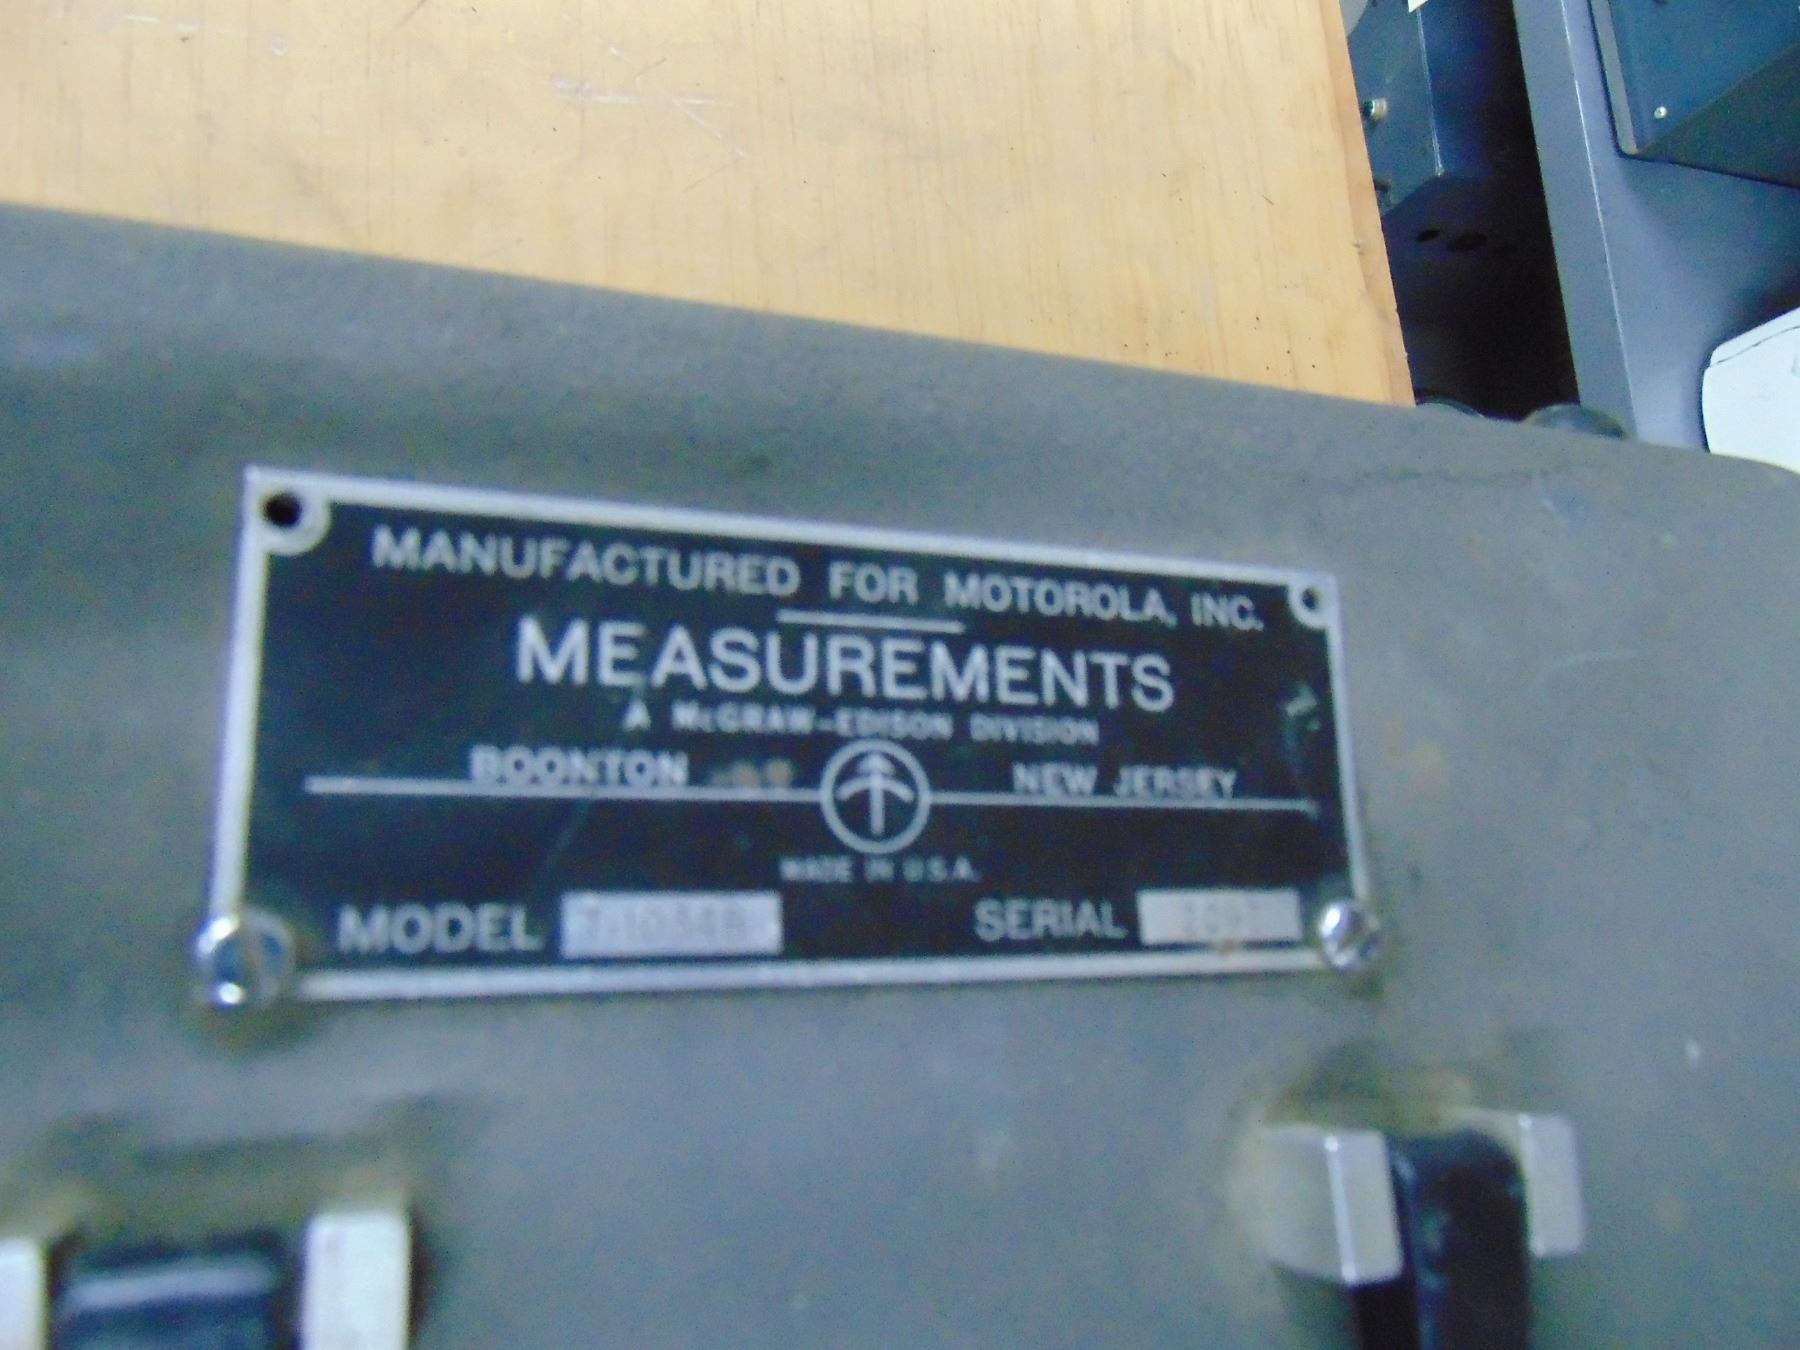 MANUFACTURED FOR MOTOROLA, INC.
MEASUREMENTS
A McGRAW-EDISON DIVISION
BOONTON NEW JERSEY
MADE IN U.S.A.
MODEL SERIAL